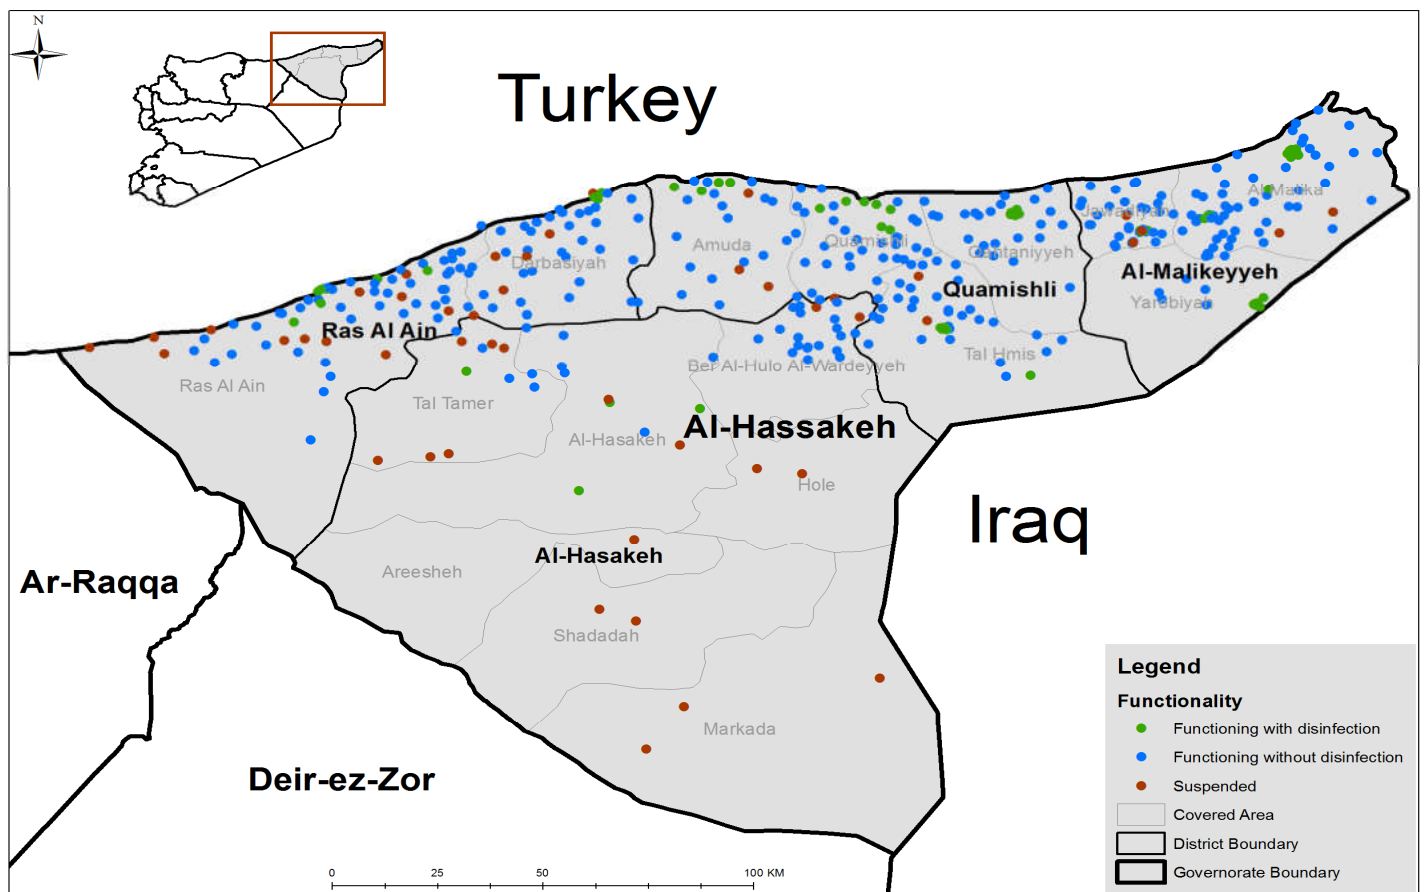 N
Turkey
Al-Malika
Jawadiyah
Quamishli
Amuda
Qahtaniyyeh
Darbasiyah
Al-Malikeyyeh
Quamishli
Yarubiyah
Ras Al Ain
Tal Hmis
Ber Al-Hulo Al-Wardeyyeh
Ras Al Ain
Tal Tamer
Al-Hassakeh
Al-Hasakeh
Hole
Iraq
Al-Hasakeh
Areesheh
Ar-Raqqa
Shadadah
Markada
Deir-ez-Zor
Legend
Functionality
Functioning with disinfection
Functioning without disinfection
Suspended
Covered Area
District Boundary
Governorate Boundary
0 25 50 100 KM